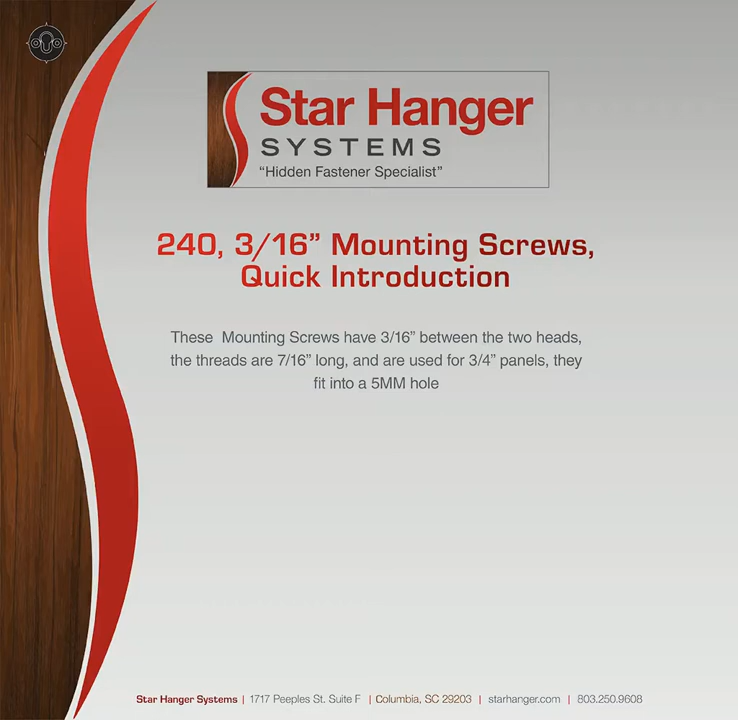 Star Hanger
SYSTEMS
“Hidden Fastener Specialist”
240, 3/16” Mounting Screws,
Quick Introduction
These  Mounting Screws have 3/16” between the two heads,
the threads are 7/16” long, and are used for 3/4” panels, they
fit into a 5MM hole
Star Hanger Systems | 1717 Peeples St. Suite F | Columbia, SC 29203 | starhanger.com | 803.250.9608